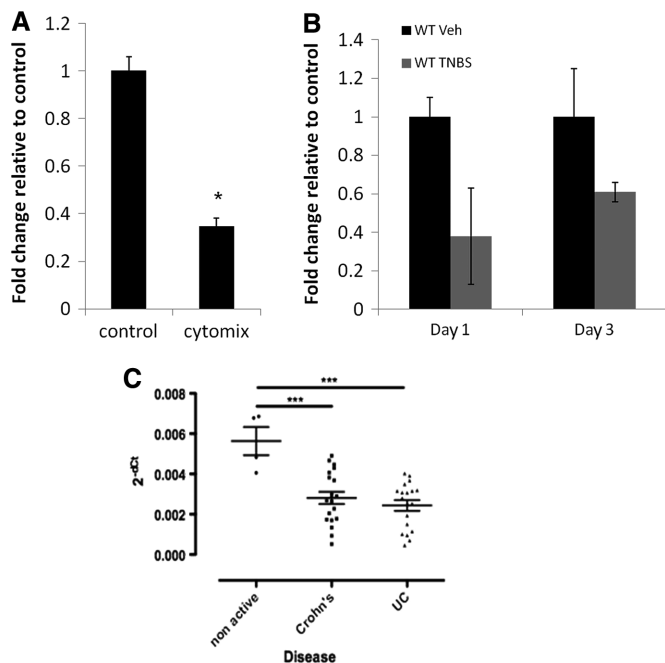 A
Fold change relative to control
1.2
1
0.8
0.6
0.4
0.2
0
*
control
cytomix
B
Fold change relative to control
1.4
1.2
1
0.8
0.6
0.4
0.2
0
WT Veh
WT TNBS
Day 1
Day 3
C
2^-dCt
0.008
0.006
0.004
0.002
0.000
***
***
non active
Crohn's
UC
Disease